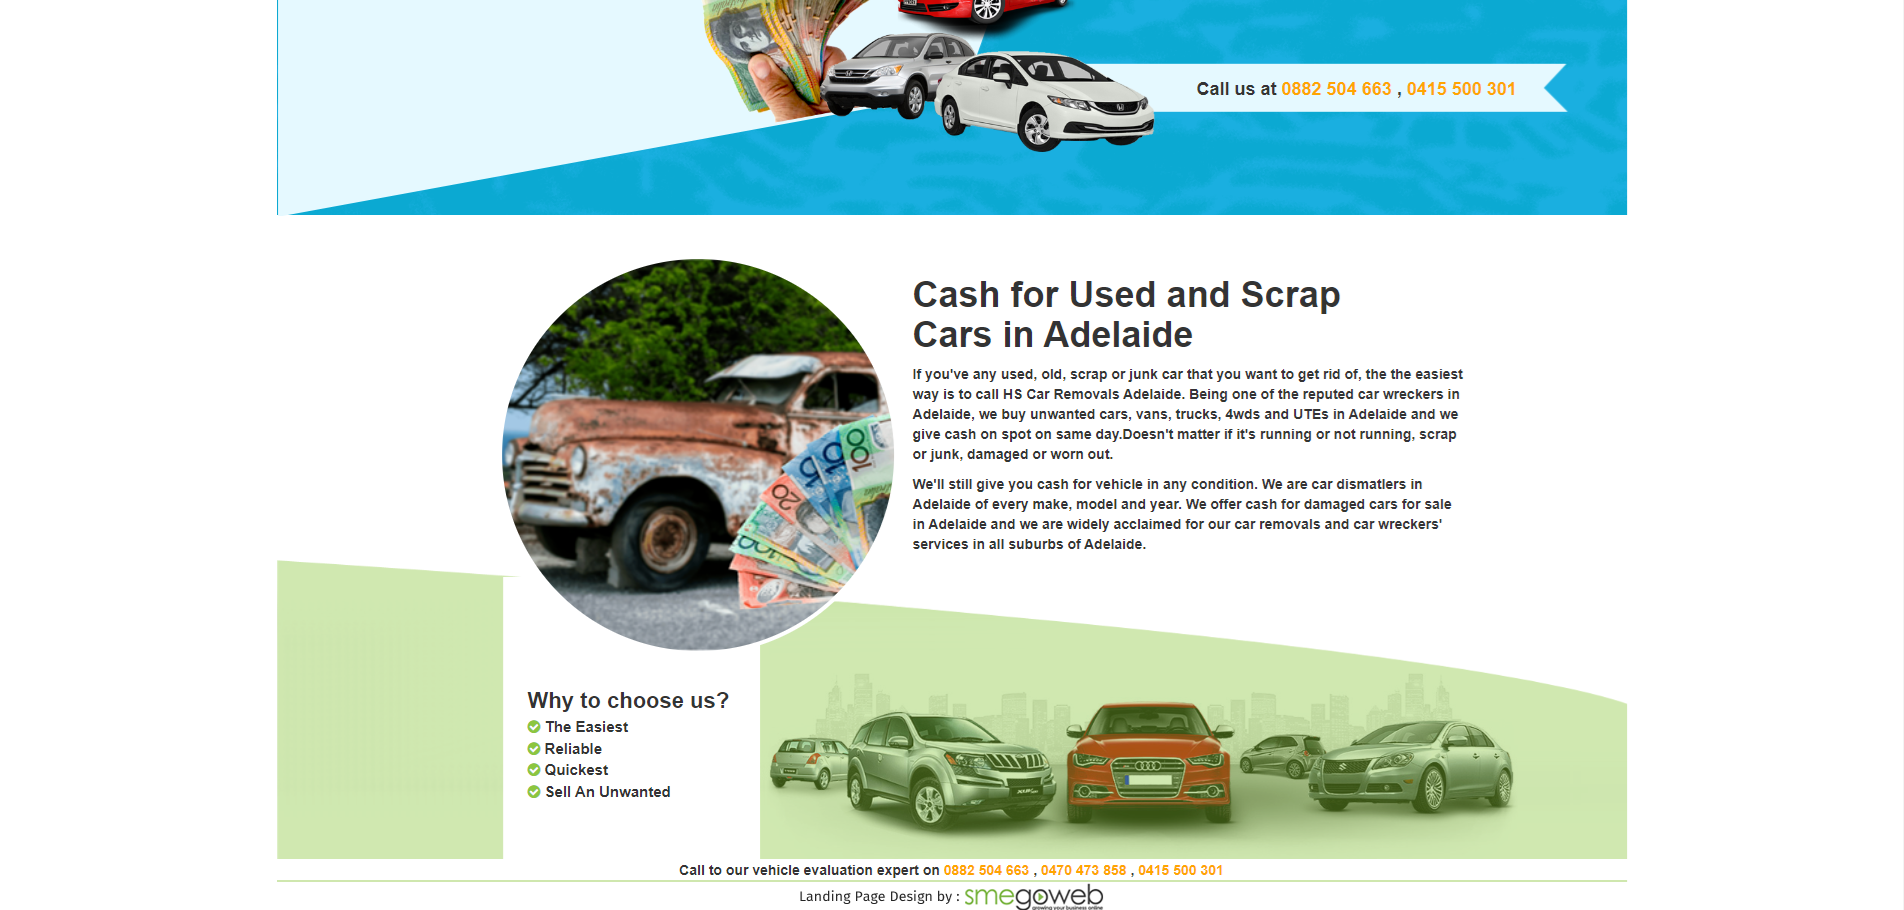 Call us at 0882 504 663 , 0415 500 301
Cash for Used and Scrap
Cars in Adelaide
If you've any used, old, scrap or junk car that you want to get rid of, the the easiest
way is to call HS Car Removals Adelaide. Being one of the reputed car wreckers in
Adelaide, we buy unwanted cars, vans, trucks, 4wds and UTEs in Adelaide and we
give cash on spot on same day.Doesn't matter if it's running or not running, scrap
or junk, damaged or worn out.
We'll still give you cash for vehicle in any condition. We are car dismatlers in
Adelaide of every make, model and year. We offer cash for damaged cars for sale
in Adelaide and we are widely acclaimed for our car removals and car wreckers'
services in all suburbs of Adelaide.
100
10
20
Why to choose us?
The Easiest
Reliable
Quickest
Sell An Unwanted
Call to our vehicle evaluation expert on 0882 504 663 , 0470 473 858 , 0415 500 301
Landing Page Design by : smegoweb
growing your business online